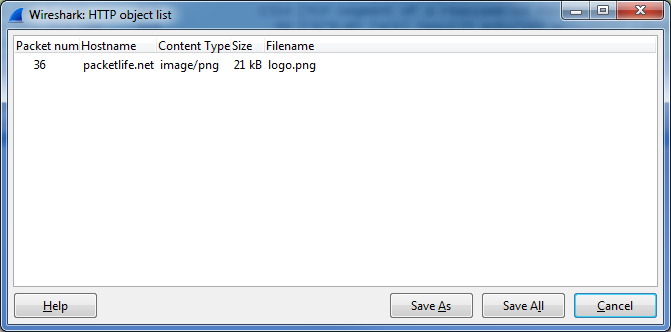 Wireshark: HTTP object list
Packet num Hostname Content Type Size Filename
36 packetlife.net image/png 21 kB logo.png
Help Save As Save All Cancel